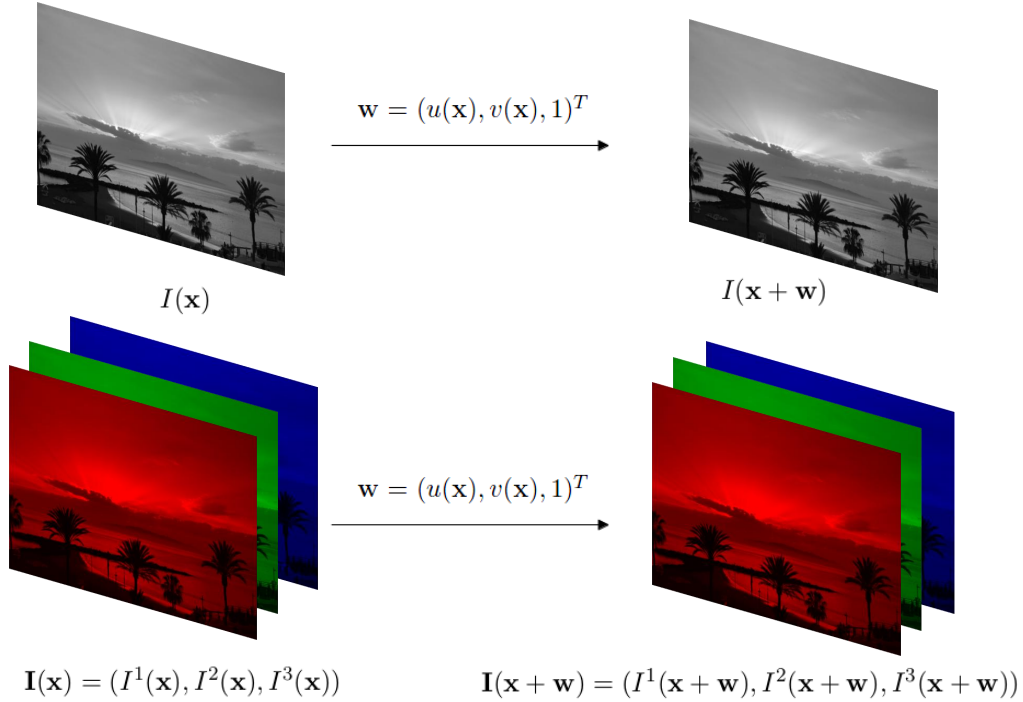 w = (u(x), v(x), 1)^T
I(x)
I(x + w)
w = (u(x), v(x), 1)^T
I(x) = (I^1(x), I^2(x), I^3(x))
I(x + w) = (I^1(x + w), I^2(x + w), I^3(x + w))